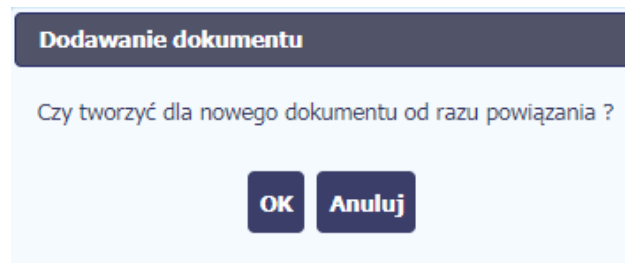 Dodawanie dokumentu
Czy tworzyć dla nowego dokumentu od razu powiązania ?
OK Anuluj